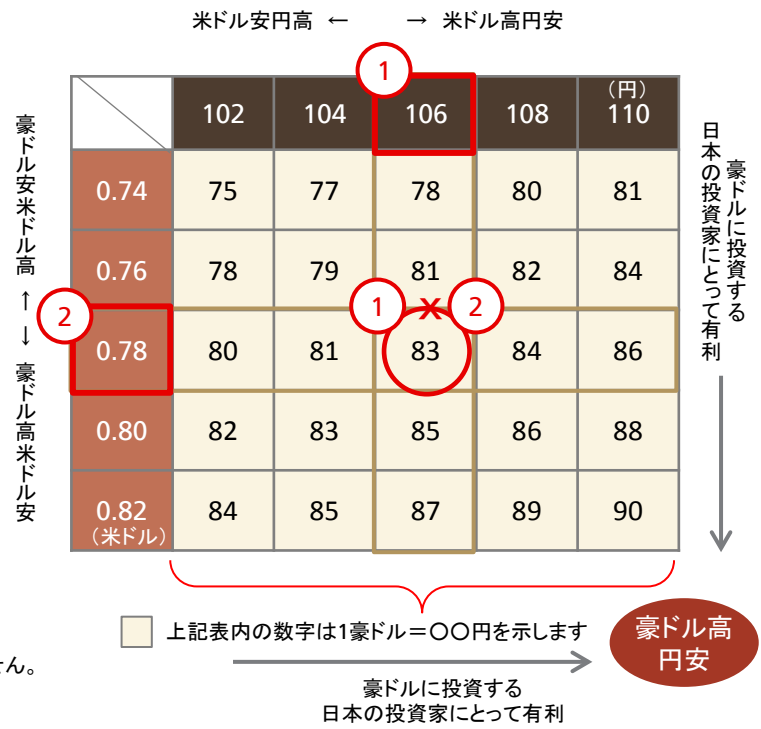 米ドル安円高 ← → 米ドル高円安
1
102 104 106 108 (円) 110
豪ドル安米ドル高 ↑ ↓ 豪ドル高米ドル安
0.74 75 77 78 80 81
0.76 78 79 81 82 84
2
1 X 2
0.78 80 81 83 84 86
0.80 82 83 85 86 88
0.82 84 85 87 89 90
(米ドル)
豪ドルに投資する
日本の投資家にとって有利
上記表内の数字は1豪ドル=〇〇円を示します
豪ドル高
円安
せん。
豪ドルに投資する
日本の投資家にとって有利